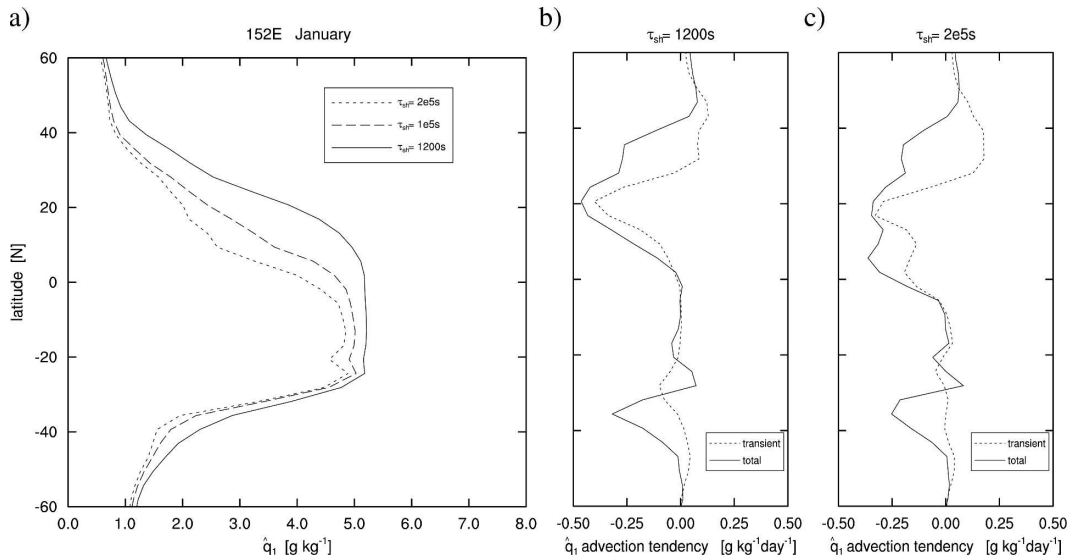 a)
152E January
60
40
20
0
-20
-40
-60
latitude [N]
0.0 1.0 2.0 3.0 4.0 5.0 6.0 7.0 8.0
q̂₁ [g kg⁻¹]
τsh= 2e5s
τsh= 1e5s
τsh= 1200s
b)
τsh= 1200s
transient
total
-0.50 -0.25 0.00 0.25 0.50
q̂₁ advection tendency [g kg⁻¹day⁻¹]
c)
τsh= 2e5s
transient
total
-0.50 -0.25 0.00 0.25 0.50
q̂₁ advection tendency [g kg⁻¹day⁻¹]